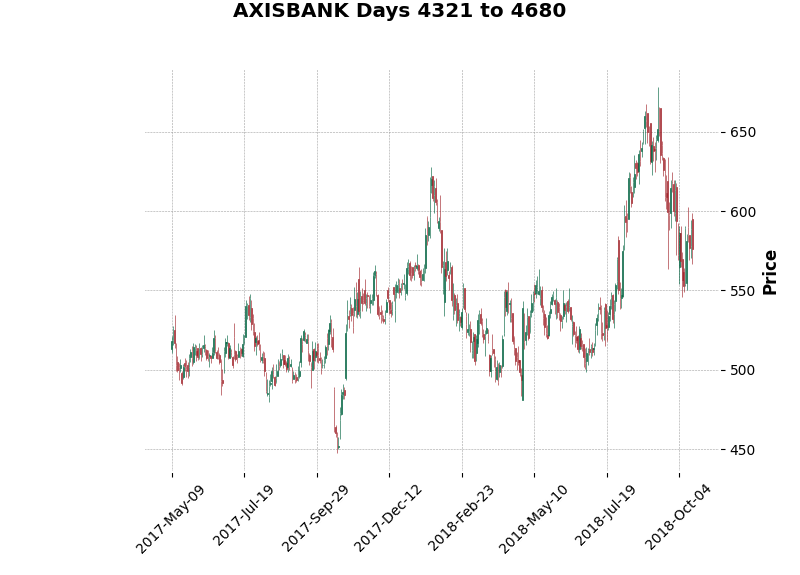 AXISBANK Days 4321 to 4680
650
600
550
500
450
Price
2017-May-09
2017-Jul-19
2017-Sep-29
2017-Dec-12
2018-Feb-23
2018-May-10
2018-Jul-19
2018-Oct-04